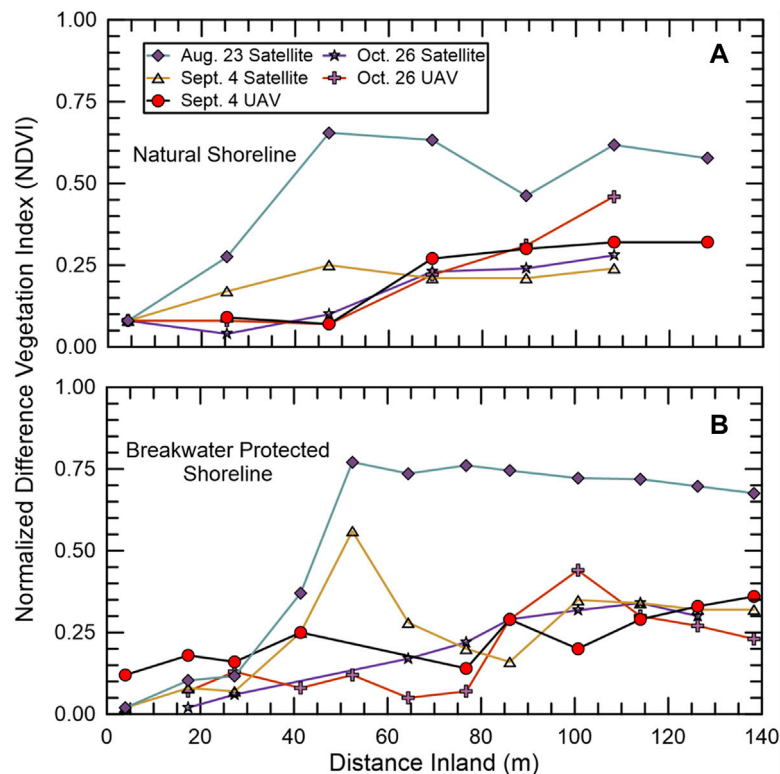 Normalized Difference Vegetation Index (NDVI)
1.00
0.75
0.50
0.25
0.00
Aug. 23 Satellite
Sept. 4 Satellite
Sept. 4 UAV
Oct. 26 Satellite
Oct. 26 UAV
A
Natural Shoreline
1.00
0.75
0.50
0.25
0.00
B
Breakwater Protected
Shoreline
0 20 40 60 80 100 120 140
Distance Inland (m)